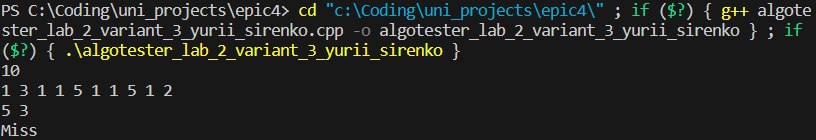 PS C:\Coding\uni_projects\epic4> cd "c:\Coding\uni_projects\epic4\" ; if ($?) { g++ algote
ster_lab_2_variant_3_yurii_sirenko.cpp -o algotester_lab_2_variant_3_yurii_sirenko } ; if
($?) { .\algotester_lab_2_variant_3_yurii_sirenko }
10
1 3 1 1 5 1 1 5 1 2
5 3
Miss